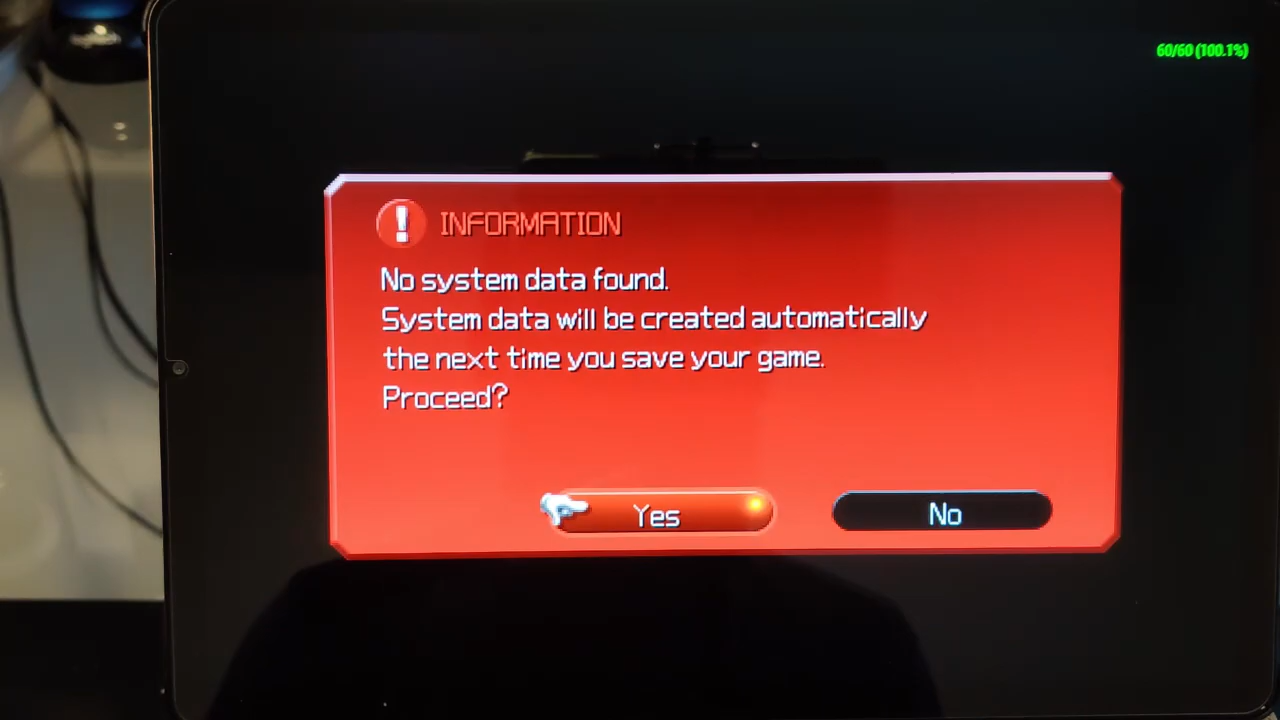 60/60 (100.1%)
INFORMATION
No system data found.
System data will be created automatically
the next time you save your game.
Proceed?
Yes
No